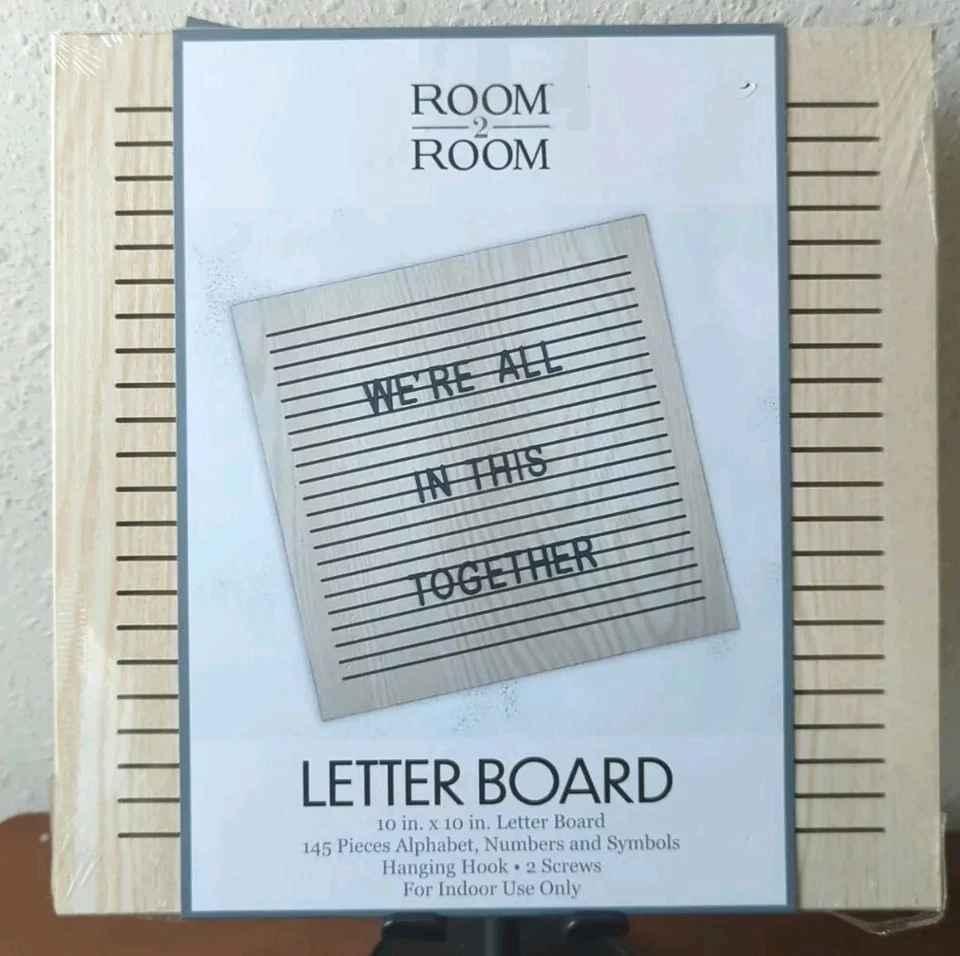 ROOM
2
ROOM
WE'RE ALL
IN THIS
TOGETHER
LETTER BOARD
10 in. x 10 in. Letter Board
145 Pieces Alphabet, Numbers and Symbols
Hanging Hook • 2 Screws
For Indoor Use Only